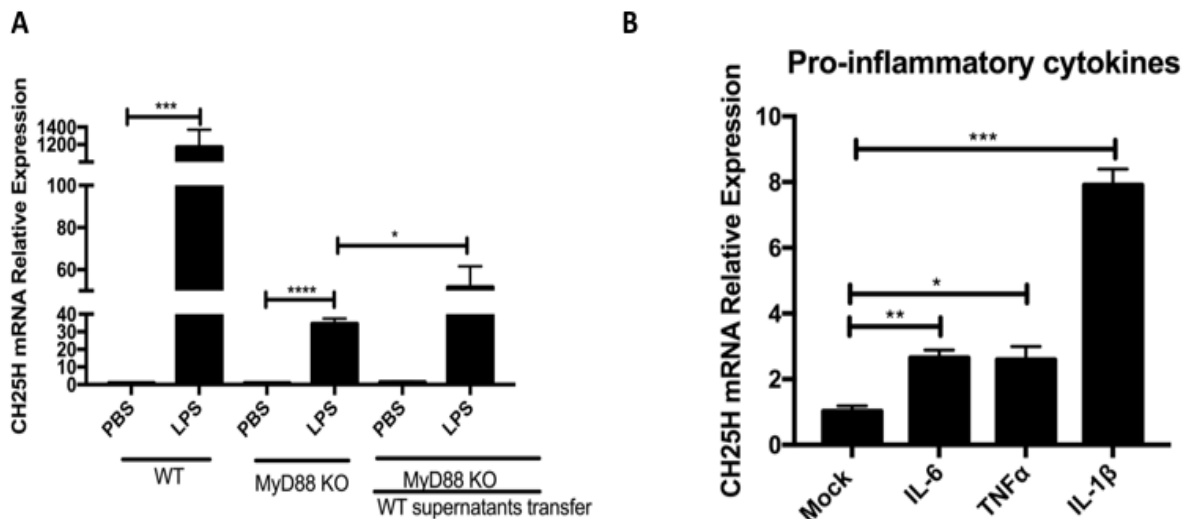 A
CH25H mRNA Relative Expression
1400
1200
100
80
60
40
30
20
10
0
***
****
*
PBS
LPS
PBS
LPS
PBS
LPS
WT
MyD88 KO
MyD88 KO
WT supernatants transfer
B
Pro-inflammatory cytokines
CH25H mRNA Relative Expression
10
8
6
4
2
0
***
*
**
Mock
IL-6
TNFα
IL-1β